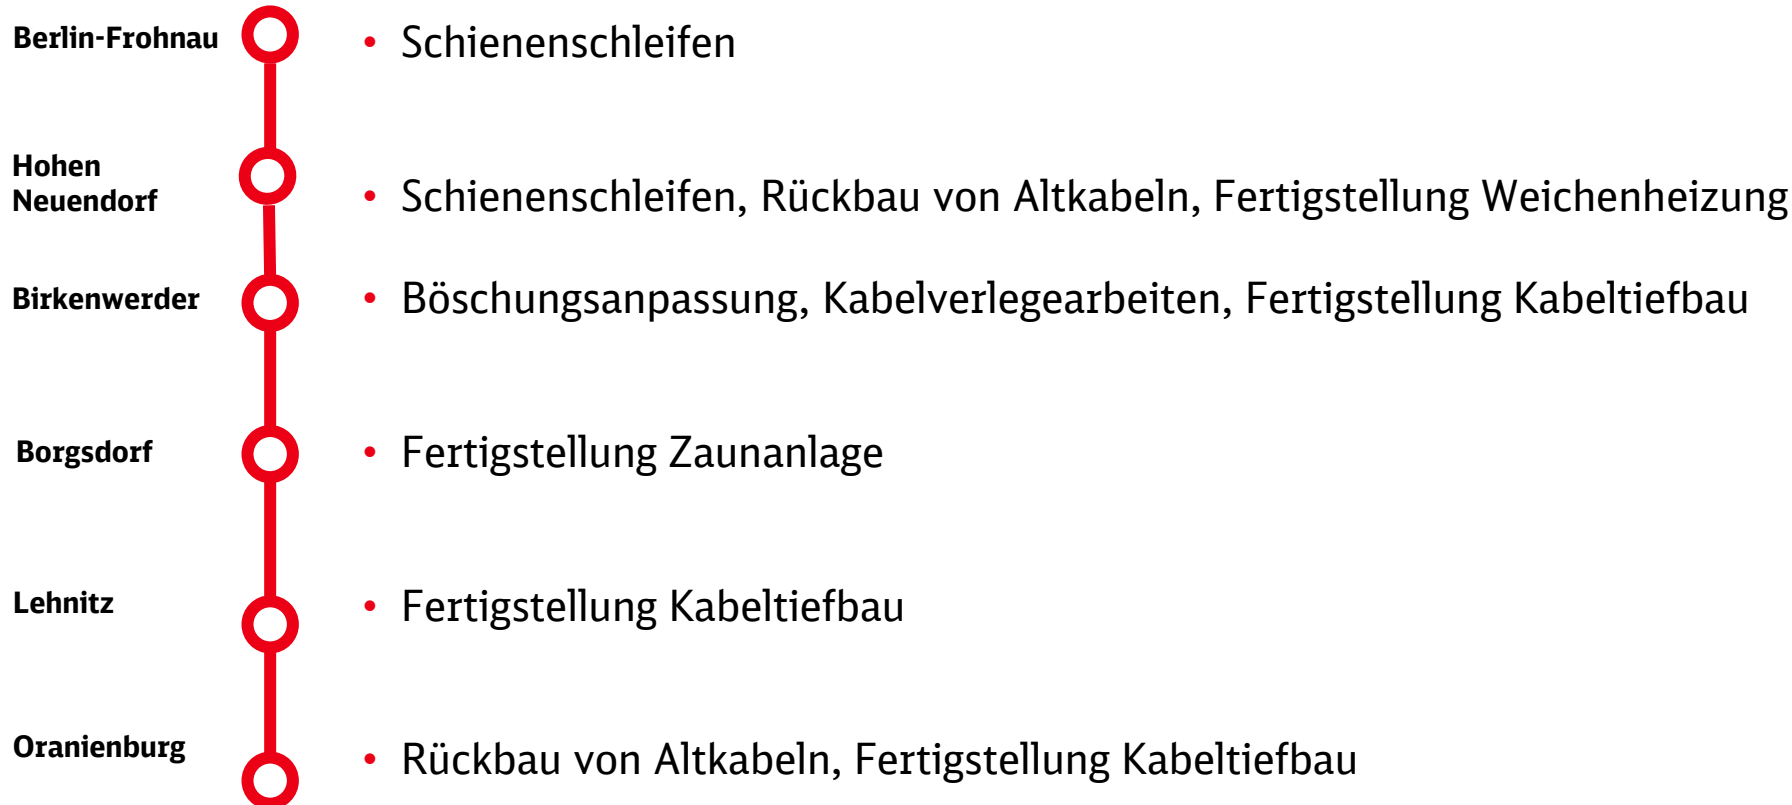 Berlin-Frohnau
• Schienenschleifen
Hohen
Neuendorf
• Schienenschleifen, Rückbau von Altkabeln, Fertigstellung Weichenheizung
Birkenwerder
• Böschungsanpassung, Kabelverlegearbeiten, Fertigstellung Kabeltiefbau
Borgsdorf
• Fertigstellung Zaunanlage
Lehnitz
• Fertigstellung Kabeltiefbau
Oranienburg
• Rückbau von Altkabeln, Fertigstellung Kabeltiefbau